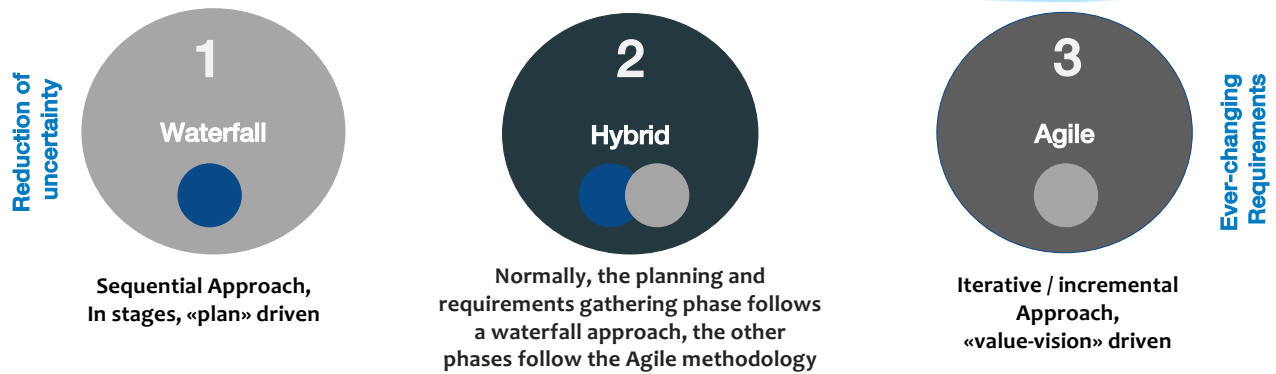 Reduction of
uncertainty
1
Waterfall
Sequential Approach,
In stages, «plan» driven
2
Hybrid
Normally, the planning and
requirements gathering phase follows
a waterfall approach, the other
phases follow the Agile methodology
3
Agile
Iterative / incremental
Approach,
«value-vision» driven
Ever-changing
Requirements